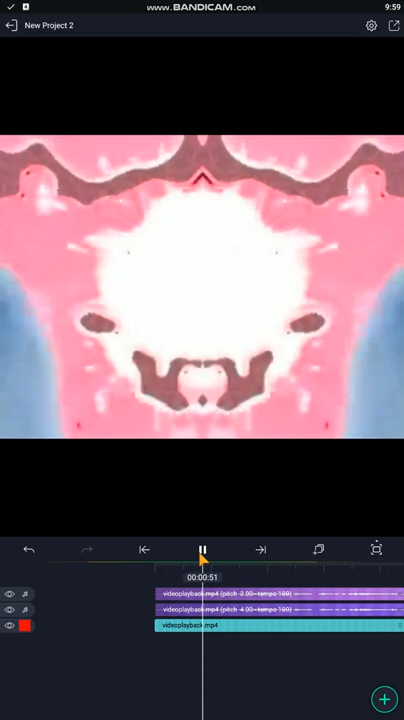 www.BANDICAM.com
9:59
New Project 2
00:00:51
videoplayback.mp4 (pitch -2.00~tempo 100)
videoplayback.mp4 (pitch -4.00~tempo 100)
videoplayback.mp4